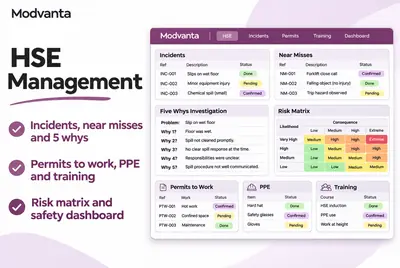 Modvanta
HSE
Management
Incidents, near misses
and 5 whys
Permits to work, PPE
and training
Risk matrix and
safety dashboard
Modvanta
HSE
Incidents
Permits
Training
Dashboard
Incidents
Ref Description Status
INC-001 Slips on wet floor Done
INC-002 Minor equipment injury Pending
INC-003 Chemical spill (small) Confirmed
Near Misses
Ref Description Status
NM-001 Forklift close call Confirmed
NM-002 Falling object (no injury) Done
NM-003 Trip hazard observed Pending
Five Whys Investigation
Problem: Slip on wet floor.
Why 1? Floor was wet.
Why 2? Spill not cleaned promptly.
Why 3? No clear spill response at the time.
Why 4? Responsibilities were unclear.
Why 5? Spill procedure not well communicated.
Risk Matrix
Consequence
Likelihood Low Medium High Extreme
Very High Medium High High Extreme
High Low Medium High High
Medium Low Low Medium High
Low Low Low Medium Medium
Permits to Work
Ref Work Status
PTW-001 Hot work Confirmed
PTW-002 Confined space Pending
PTW-003 Maintenance Done
PPE
Item Status
Hard hat Done
Safety glasses Confirmed
Gloves Pending
Training
Course Status
HSE induction Done
PPE use Confirmed
Work at height Pending